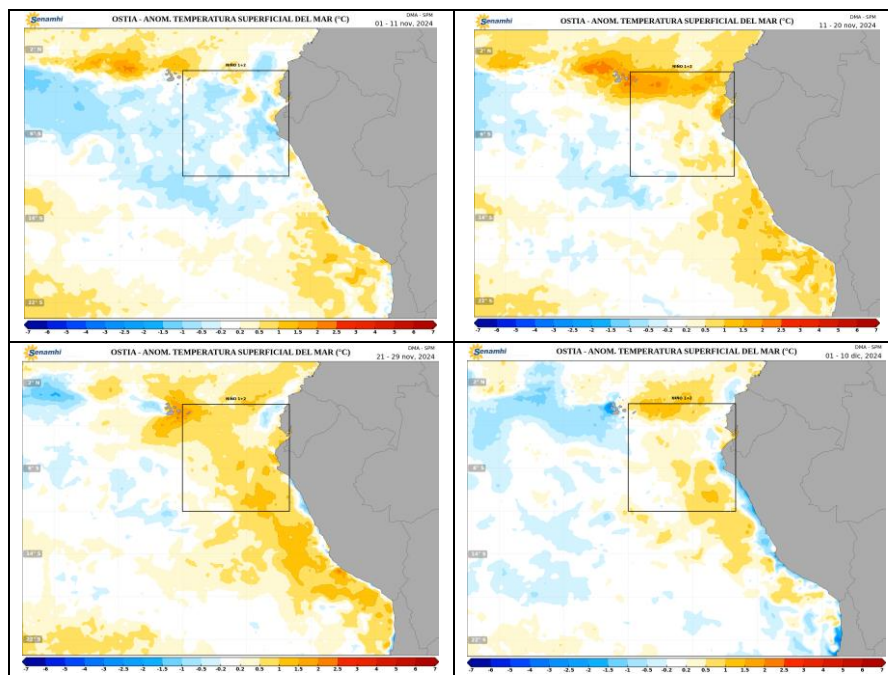 Senamhi
OSTIA - ANOM. TEMPERATURA SUPERFICIAL DEL MAR (°C)
DMA - SPM
01 - 11 nov, 2024
2° N
NIÑO 1+2
14° S
22° S
-7 -6 -5 -4 -3 -2.5 -2 -1.5 -1 -0.5 0.2 0.5 1 1.5 2 2.5 3 4 5 6 7
Senamhi
OSTIA - ANOM. TEMPERATURA SUPERFICIAL DEL MAR (°C)
DMA - SPM
11 - 20 nov, 2024
2° N
NIÑO 1+2
14° S
22° S
-7 -6 -5 -4 -3 -2.5 -2 -1.5 -1 -0.5 0.2 0.5 1 1.5 2 2.5 3 4 5 6 7
Senamhi
OSTIA - ANOM. TEMPERATURA SUPERFICIAL DEL MAR (°C)
DMA - SPM
21 - 29 nov, 2024
2° N
NIÑO 1+2
14° S
22° S
-7 -6 -5 -4 -3 -2.5 -2 -1.5 -1 -0.5 0.2 0.5 1 1.5 2 2.5 3 4 5 6 7
Senamhi
OSTIA - ANOM. TEMPERATURA SUPERFICIAL DEL MAR (°C)
DMA - SPM
01 - 10 dic, 2024
2° N
NIÑO 1+2
14° S
22° S
-7 -6 -5 -4 -3 -2.5 -2 -1.5 -1 -0.5 0.2 0.5 1 1.5 2 2.5 3 4 5 6 7